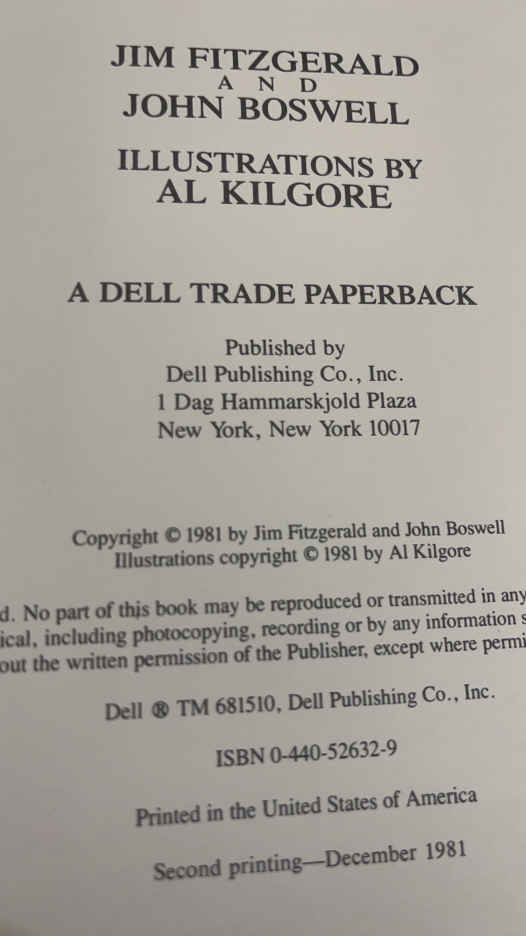 JIM FITZGERALD
AND
JOHN BOSWELL
ILLUSTRATIONS BY
AL KILGORE
A DELL TRADE PAPERBACK
Published by
Dell Publishing Co., Inc.
1 Dag Hammarskjold Plaza
New York, New York 10017
Copyright © 1981 by Jim Fitzgerald and John Boswell
Illustrations copyright © 1981 by Al Kilgore
d. No part of this book may be reproduced or transmitted in any
ical, including photocopying, recording or by any information s
out the written permission of the Publisher, except where permi
Dell ® TM 681510, Dell Publishing Co., Inc.
ISBN 0-440-52632-9
Printed in the United States of America
Second printing—December 1981